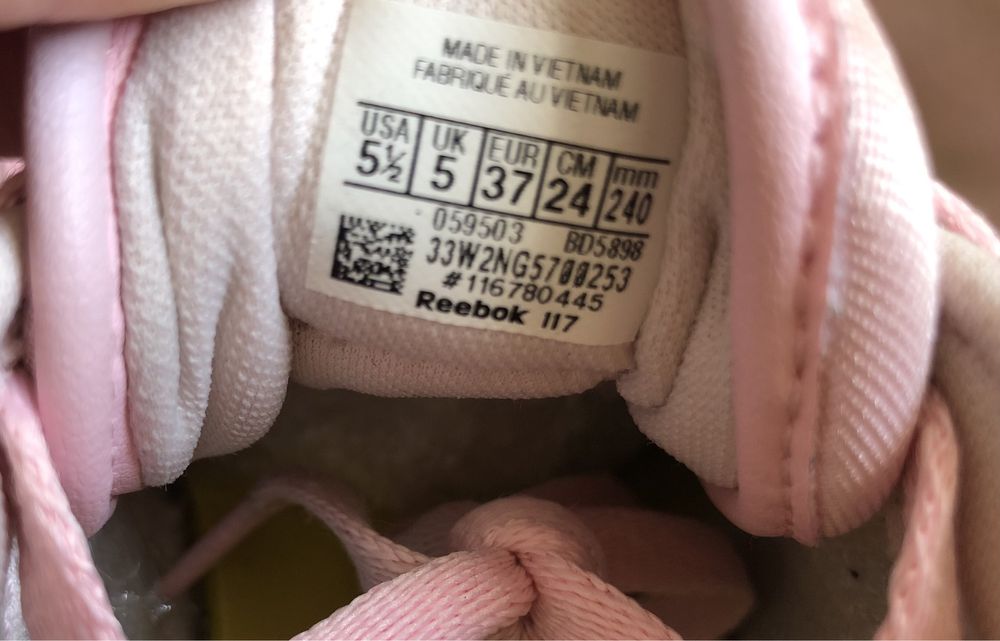 MADE IN VIETNAM
FABRIQUÉ AU VIETNAM
USA UK EUR CM mm
5½ 5 37 24 240
059503 BD5898
33W2NG5700253
#116780445
Reebok 117